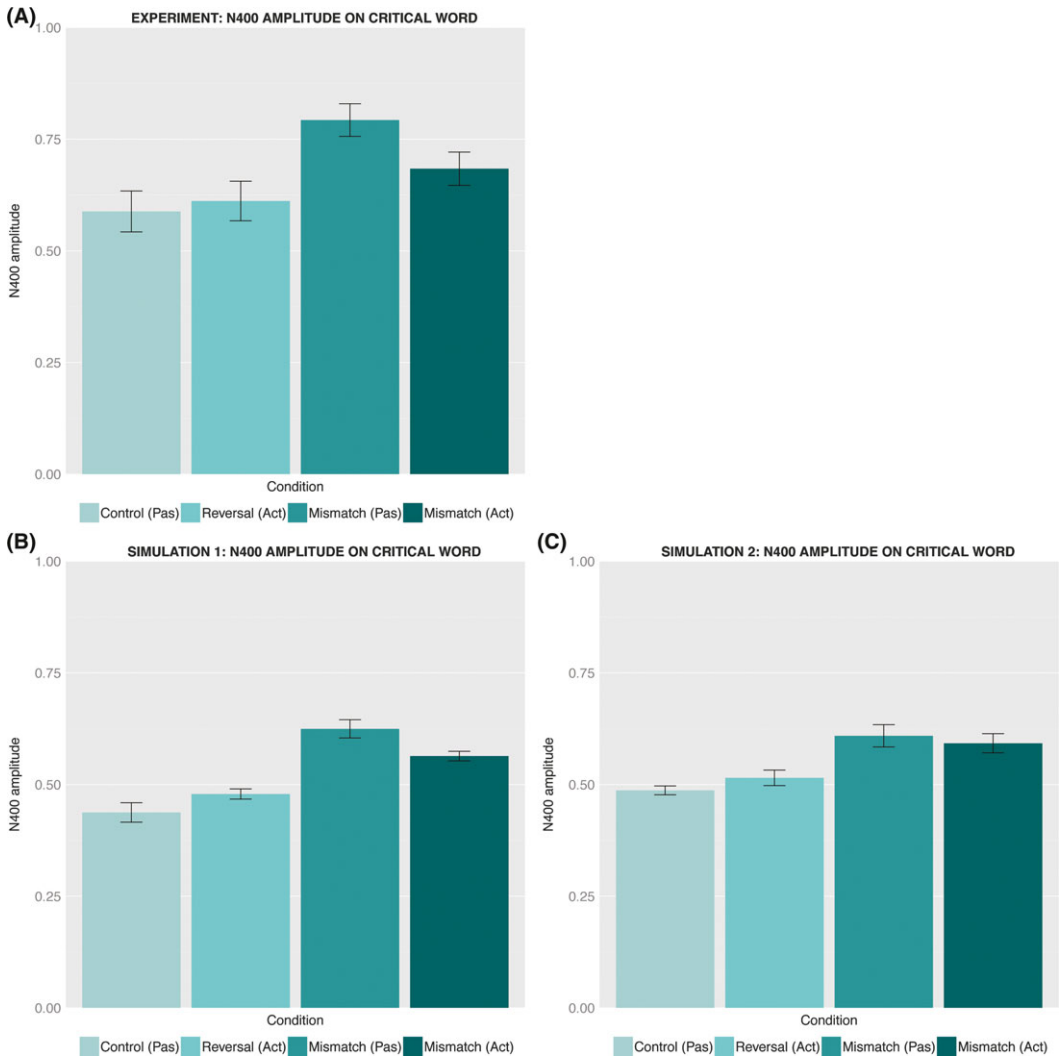 (A)
EXPERIMENT: N400 AMPLITUDE ON CRITICAL WORD
1.00
0.75
0.50
0.25
0.00
N400 amplitude
Condition
Control (Pas) Reversal (Act) Mismatch (Pas) Mismatch (Act)
(B)
SIMULATION 1: N400 AMPLITUDE ON CRITICAL WORD
1.00
0.75
0.50
0.25
0.00
N400 amplitude
Condition
Control (Pas) Reversal (Act) Mismatch (Pas) Mismatch (Act)
(C)
SIMULATION 2: N400 AMPLITUDE ON CRITICAL WORD
1.00
0.75
0.50
0.25
0.00
N400 amplitude
Condition
Control (Pas) Reversal (Act) Mismatch (Pas) Mismatch (Act)